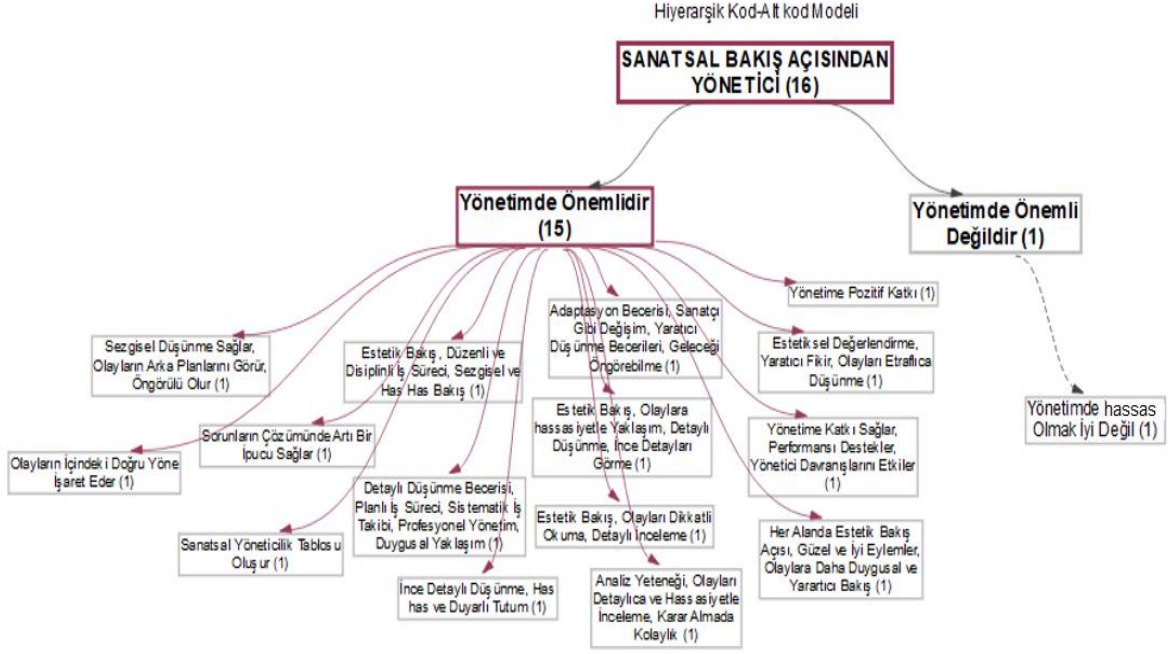 Hiyerarşik Kod-Alt kod Modeli
SANATSAL BAKIŞ AÇISINDAN
YÖNETİCİ (16)
Yönetimde Önemlidir
(15)
Yönetimde Önemli
Değildir (1)
Yönetime Pozitif Katkı (1)
Adaptasyon Becerisi, Sanatçı
Gibi Değişim, Yaratıcı
Düşünme Becerileri, Geleceği
Öngörebilme (1)
Sezgisel Düşünme Sağlar,
Olayların Arka Planlarını Görür,
Öngörülü Olur (1)
Estetik Bakış, Düzenli ve
Disiplinli İş Süreci, Sezgisel ve
Has Has Bakış (1)
Estetiksel Değerlendirme,
Yaratıcı Fikir, Olayları Etraflıca
Düşünme (1)
Yönetimde hassas
Olmak İyi Değil (1)
Estetik Bakış, Olaylara
hassasiyetle Yaklaşım, Detaylı
Düşünme, İnce Detayları
Görme (1)
Yönetime Katkı Sağlar,
Performansı Destekler,
Yönetici Davranışlarını Etkiler
(1)
Sorunların Çözümünde Artı Bir
İpucu Sağlar (1)
Olayların İçindeki Doğru Yöne
İşaret Eder (1)
Detaylı Düşünme Becerisi,
Planlı İş Süreci, Sistematik İş
Takibi, Profesyonel Yönetim,
Duygusal Yaklaşım (1)
Estetik Bakış, Olayları Dikkatli
Okuma, Detaylı İnceleme (1)
Her Alanda Estetik Bakış
Açısı, Güzel ve İyi Eylemler,
Olaylara Daha Duygusal ve
Yarartıcı Bakış (1)
Sanatsal Yöneticilik Tablosu
Oluşur (1)
İnce Detaylı Düşünme, Has
has ve Duyarlı Tutum (1)
Analiz Yeteneği, Olayları
Detaylıca ve Hassasiyetle
İnceleme, Karar Almada
Kolaylık (1)